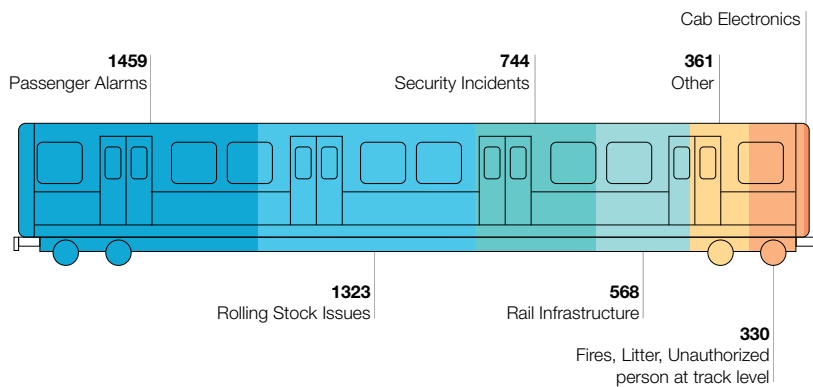 Cab Electronics
1459
Passenger Alarms
744
Security Incidents
361
Other
1323
Rolling Stock Issues
568
Rail Infrastructure
330
Fires, Litter, Unauthorized
person at track level